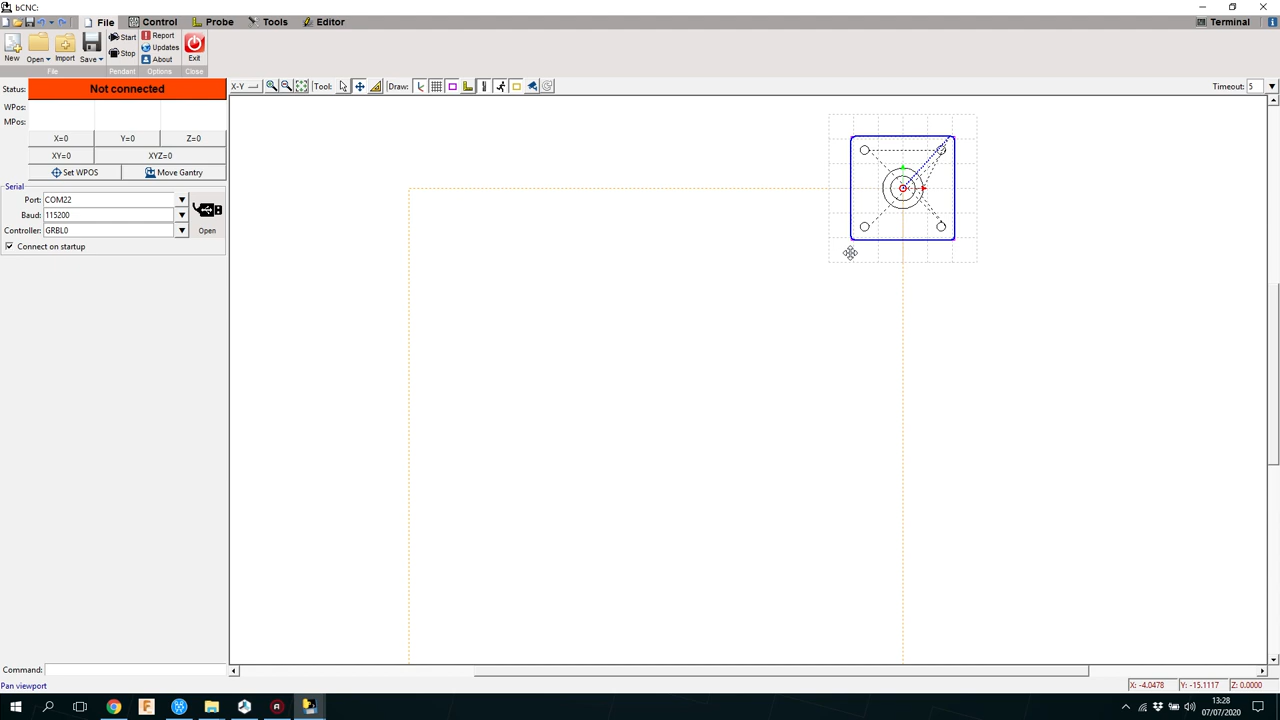 bCNC:
File Control Probe Tools Editor Terminal
New Open Import Save Start Stop Report Updates About Exit
File Pendant Options Close
Status: Not connected
WPos:
MPos:
X=0 Y=0 Z=0
XY=0 XYZ=0
Set WPOS Move Gantry
Serial
Port: COM22
Baud: 115200
Controller: GRBL0 Open
Connect on startup
X-Y Tool: Draw: Timeout: 5
Command:
Pan viewport X: -4.0478 Y: -15.1117 Z: 0.0000
13:28
07/07/2020